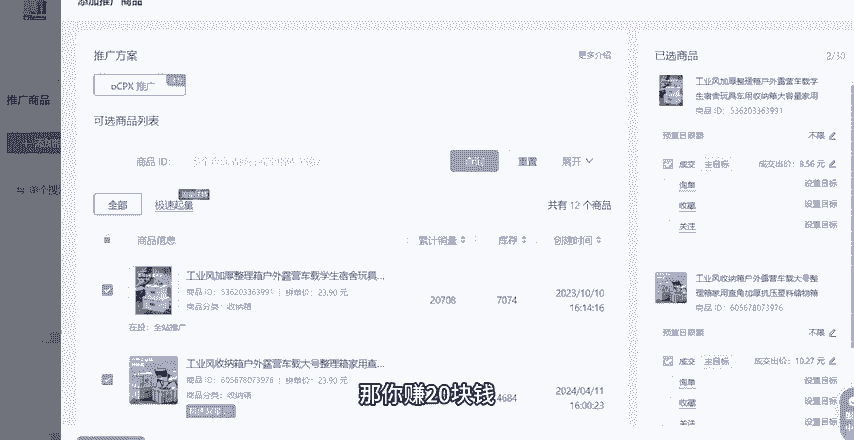 添加推广商品
推广方案
更多介绍
oCPX 推广
可选商品列表
商品 ID:
查询
重置
展开
全部
极速起量
共有 12 个商品
商品信息
累计销量
库存
创建时间
工业风加厚整理箱户外露营车载学生宿舍玩具...
商品 ID: 536203363991 | 拼单价: 23.90 元
商品分类: 收纳箱
20708
7074
2023/10/10
16:14:16
在投: 全站推广
工业风收纳箱户外露营车载大号整理箱家用直...
商品 ID: 605678073976 | 拼单价: 23.90 元
商品分类: 收纳箱
4684
2024/04/11
16:00:23
推广商品
已选商品
2/30
工业风加厚整理箱户外露营车载学
生宿舍玩具车用收纳箱大容量家用
商品 ID: 536203363991
预算日限额
不限
成交
主目标
成交出价: 8.56 元
询单
设置目标
收藏
设置目标
关注
设置目标
工业风收纳箱户外露营车载大号整
理箱家用直角加厚抗压塑料储物箱
商品 ID: 605678073976
预算日限额
不限
成交
主目标
成交出价: 10.27 元
询单
设置目标
收藏
设置目标
关注
设置目标
那你赚20块钱